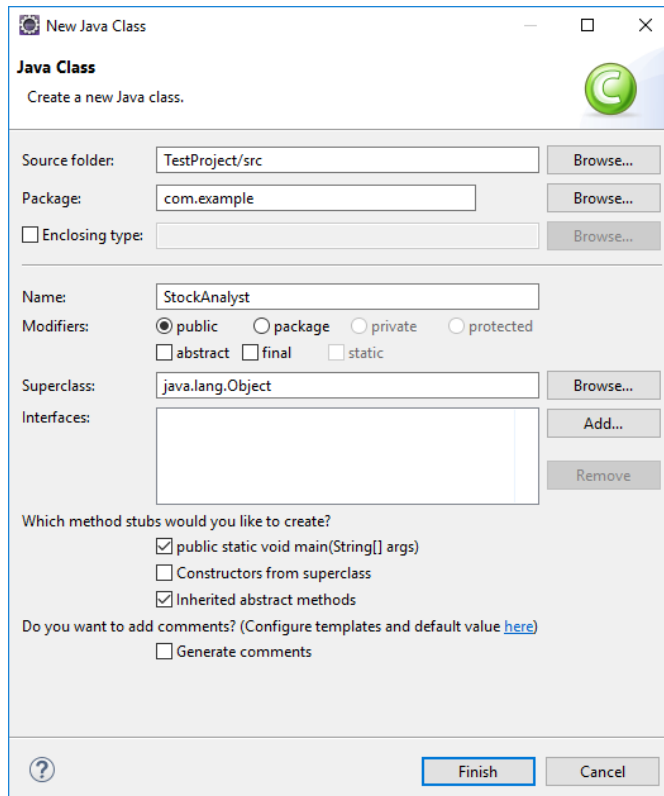 New Java Class
Java Class
Create a new Java class.
C
Source folder: TestProject/src Browse...
Package: com.example Browse...
Enclosing type: Browse...
Name: StockAnalyst
Modifiers: public package private protected
abstract final static
Superclass: java.lang.Object Browse...
Interfaces: Add...
Remove
Which method stubs would you like to create?
public static void main(String[] args)
Constructors from superclass
Inherited abstract methods
Do you want to add comments? (Configure templates and default value here)
Generate comments
? Finish Cancel